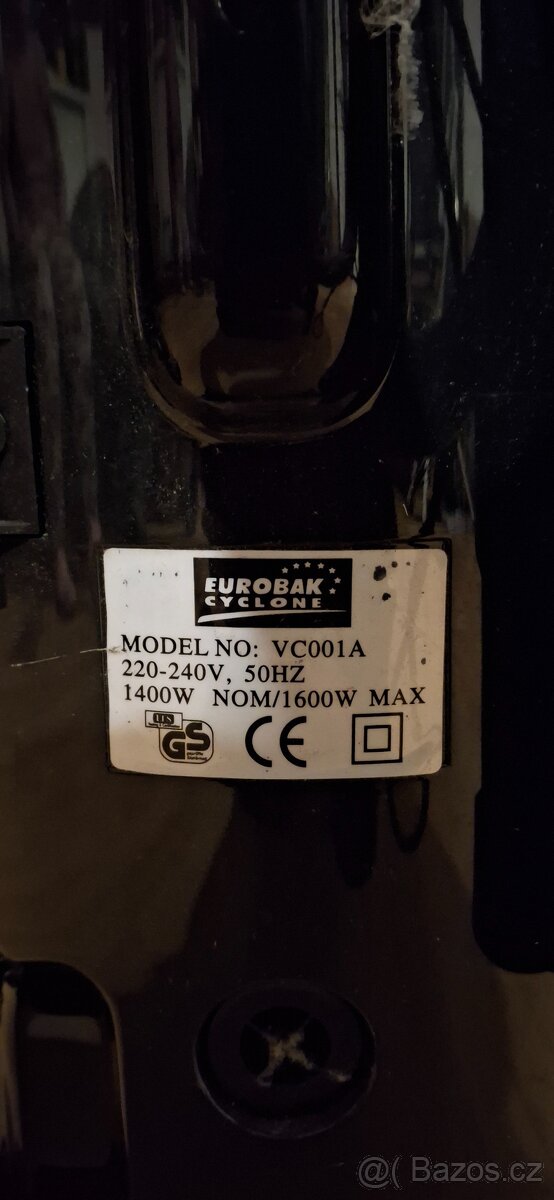 EUROBAK
CYCLONE
MODEL NO: VC001A
220-240V, 50HZ
1400W NOM/1600W MAX
GS
CE
@( Bazos.cz